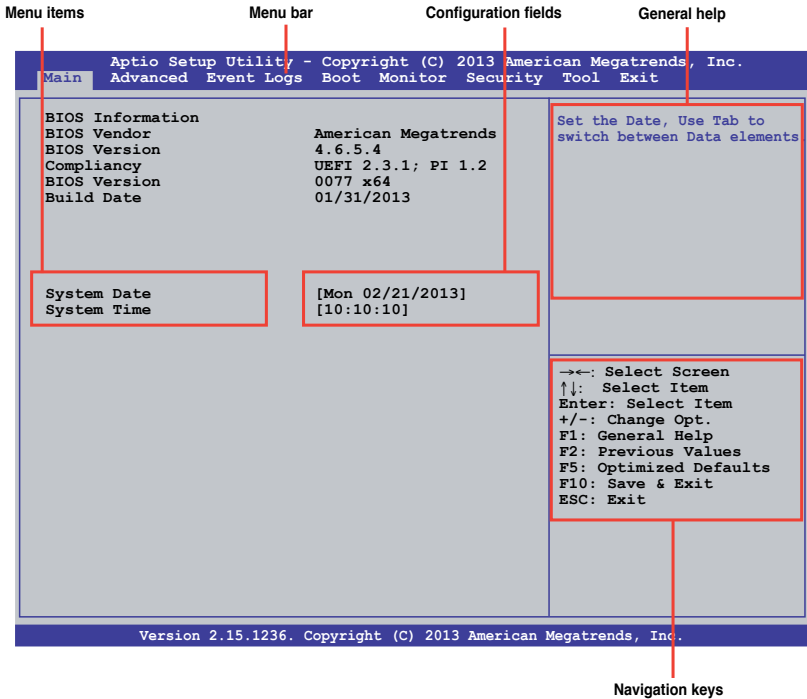 Menu items Menu bar Configuration fields General help
Aptio Setup Utility - Copyright (C) 2013 American Megatrends, Inc.
Main Advanced Event Logs Boot Monitor Security Tool Exit
BIOS Information
BIOS Vendor American Megatrends
BIOS Version 4.6.5.4
Compliancy UEFI 2.3.1; PI 1.2
BIOS Version 0077 x64
Build Date 01/31/2013
System Date [Mon 02/21/2013]
System Time [10:10:10]
Set the Date, Use Tab to
switch between Data elements.
→←: Select Screen
↑↓: Select Item
Enter: Select Item
+/-: Change Opt.
F1: General Help
F2: Previous Values
F5: Optimized Defaults
F10: Save & Exit
ESC: Exit
Version 2.15.1236. Copyright (C) 2013 American Megatrends, Inc.
Navigation keys